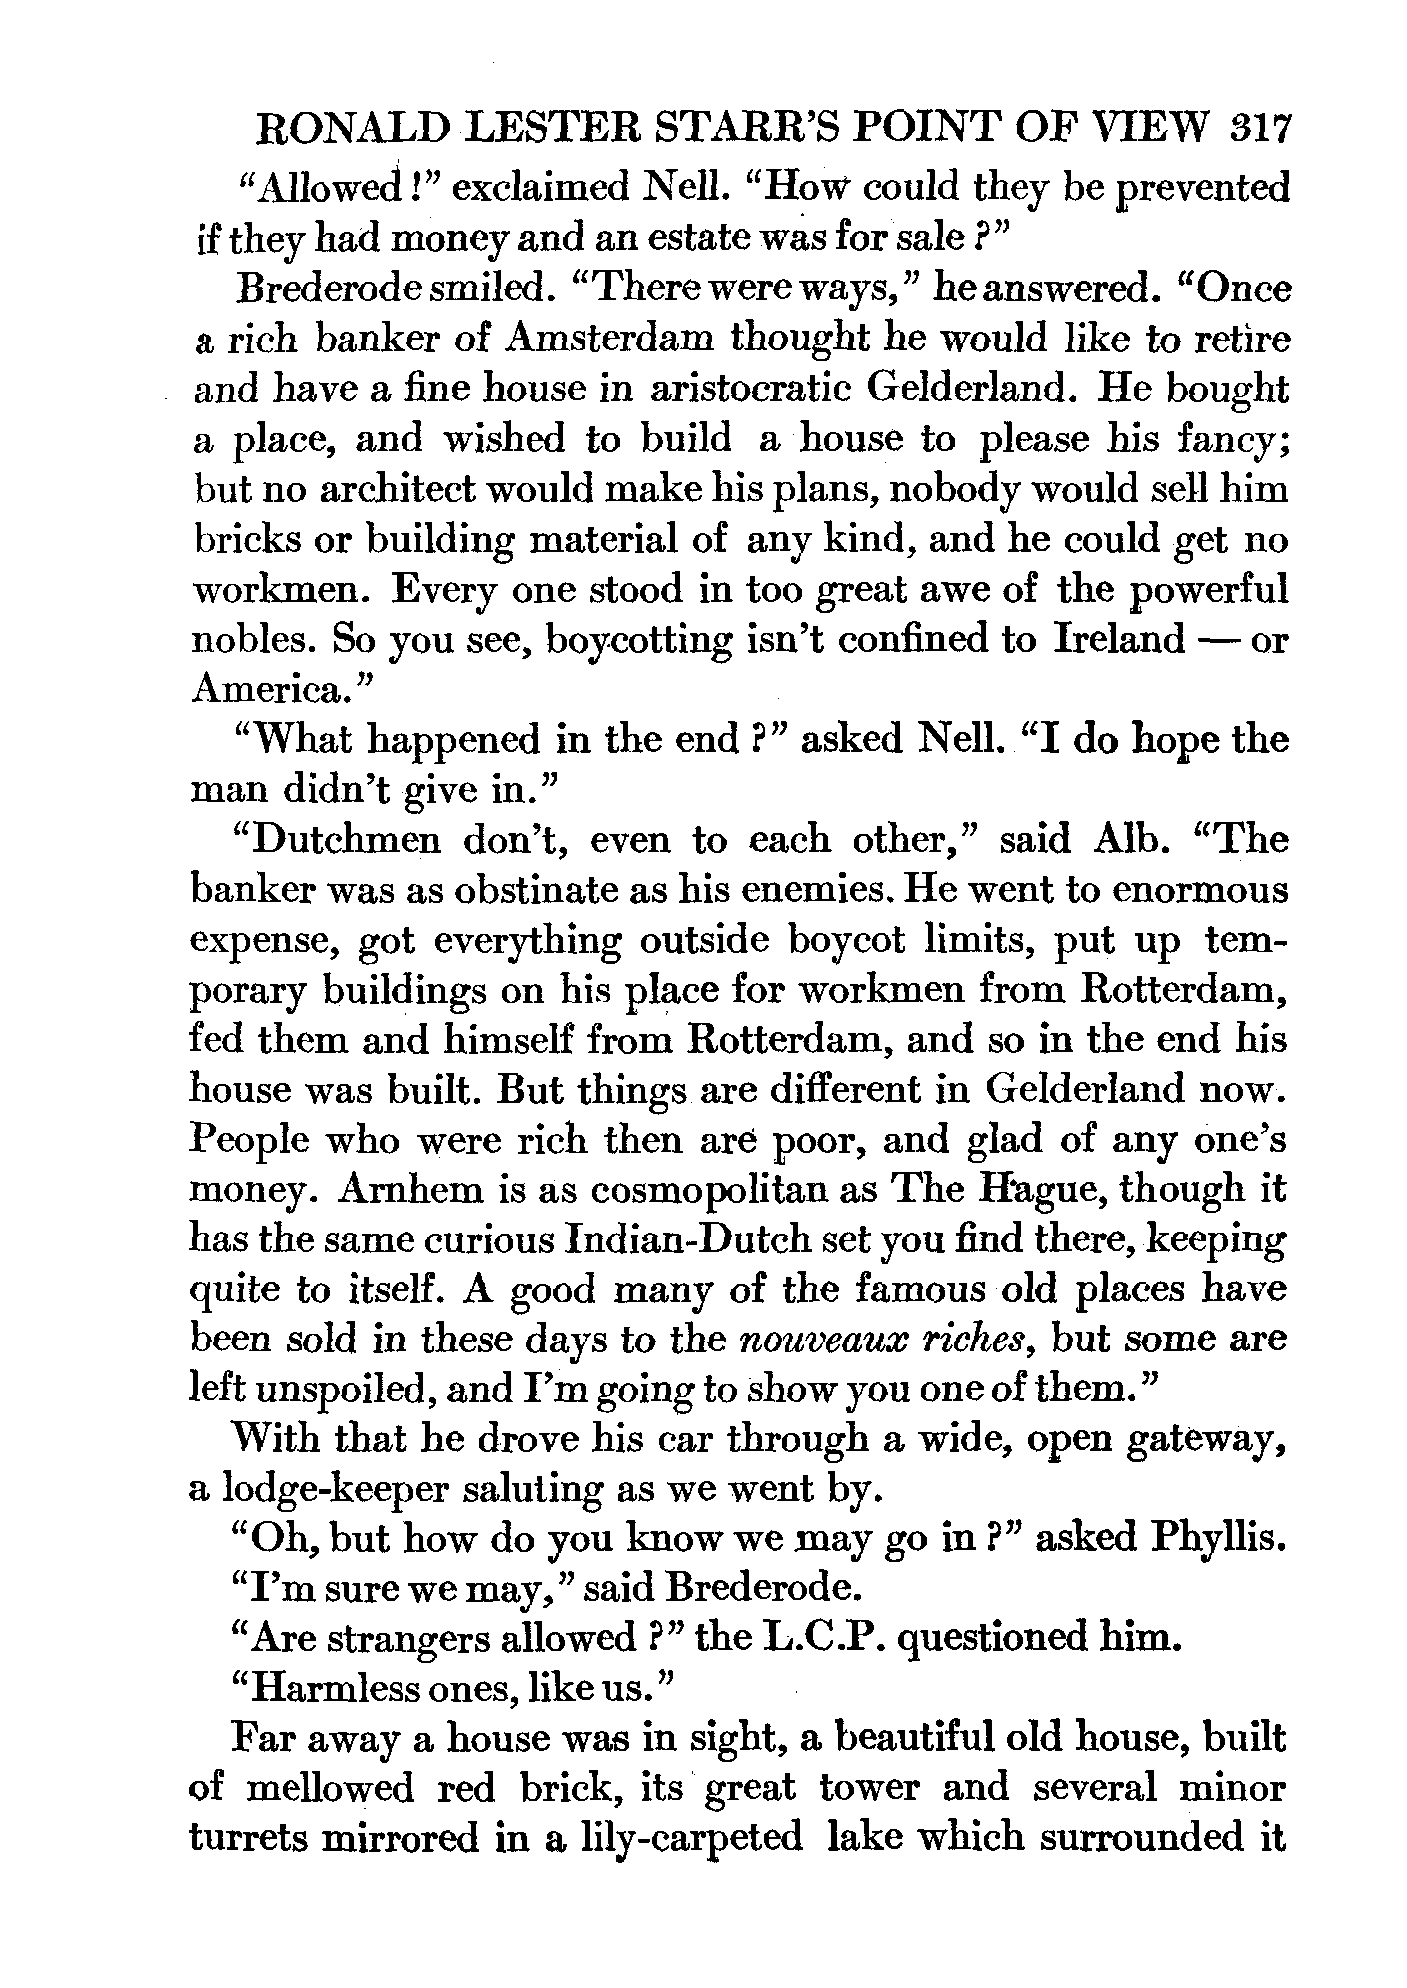 RONALD LESTER STARR'S POINT OF VIEW 317
"Allowed!" exclaimed Nell. "How could they be prevented
if they had money and an estate was for sale?"
Brederode smiled. "There were ways," he answered. "Once
a rich banker of Amsterdam thought he would like to retire
and have a fine house in aristocratic Gelderland. He bought
a place, and wished to build a house to please his fancy;
but no architect would make his plans, nobody would sell him
bricks or building material of any kind, and he could get no
workmen. Every one stood in too great awe of the powerful
nobles. So you see, boycotting isn't confined to Ireland — or
America."
"What happened in the end?" asked Nell. "I do hope the
man didn't give in."
"Dutchmen don't, even to each other," said Alb. "The
banker was as obstinate as his enemies. He went to enormous
expense, got everything outside boycot limits, put up tem-
porary buildings on his place for workmen from Rotterdam,
fed them and himself from Rotterdam, and so in the end his
house was built. But things are different in Gelderland now.
People who were rich then are poor, and glad of any one's
money. Arnhem is as cosmopolitan as The Hague, though it
has the same curious Indian-Dutch set you find there, keeping
quite to itself. A good many of the famous old places have
been sold in these days to the nouveaux riches, but some are
left unspoiled, and I'm going to show you one of them."
With that he drove his car through a wide, open gateway,
a lodge-keeper saluting as we went by.
"Oh, but how do you know we may go in?" asked Phyllis.
"I'm sure we may," said Brederode.
"Are strangers allowed?" the L.C.P. questioned him.
"Harmless ones, like us."
Far away a house was in sight, a beautiful old house, built
of mellowed red brick, its great tower and several minor
turrets mirrored in a lily-carpeted lake which surrounded it